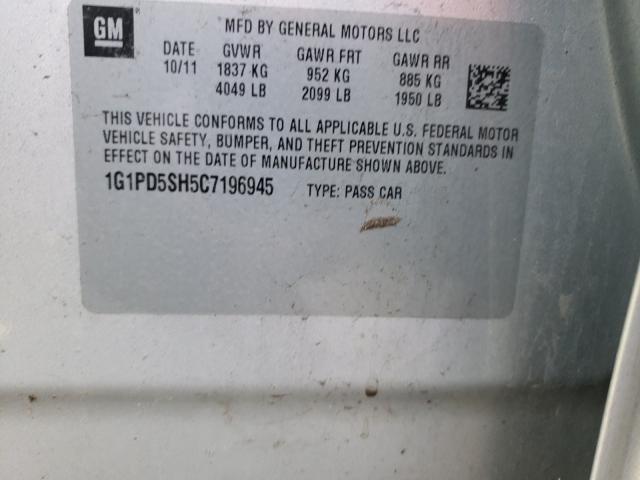 GM
MFD BY GENERAL MOTORS LLC
DATE GVWR GAWR FRT GAWR RR
10/11 1837 KG 952 KG 885 KG
4049 LB 2099 LB 1950 LB
THIS VEHICLE CONFORMS TO ALL APPLICABLE U.S. FEDERAL MOTOR
VEHICLE SAFETY, BUMPER, AND THEFT PREVENTION STANDARDS IN
EFFECT ON THE DATE OF MANUFACTURE SHOWN ABOVE.
1G1PD5SH5C7196945 TYPE: PASS CAR